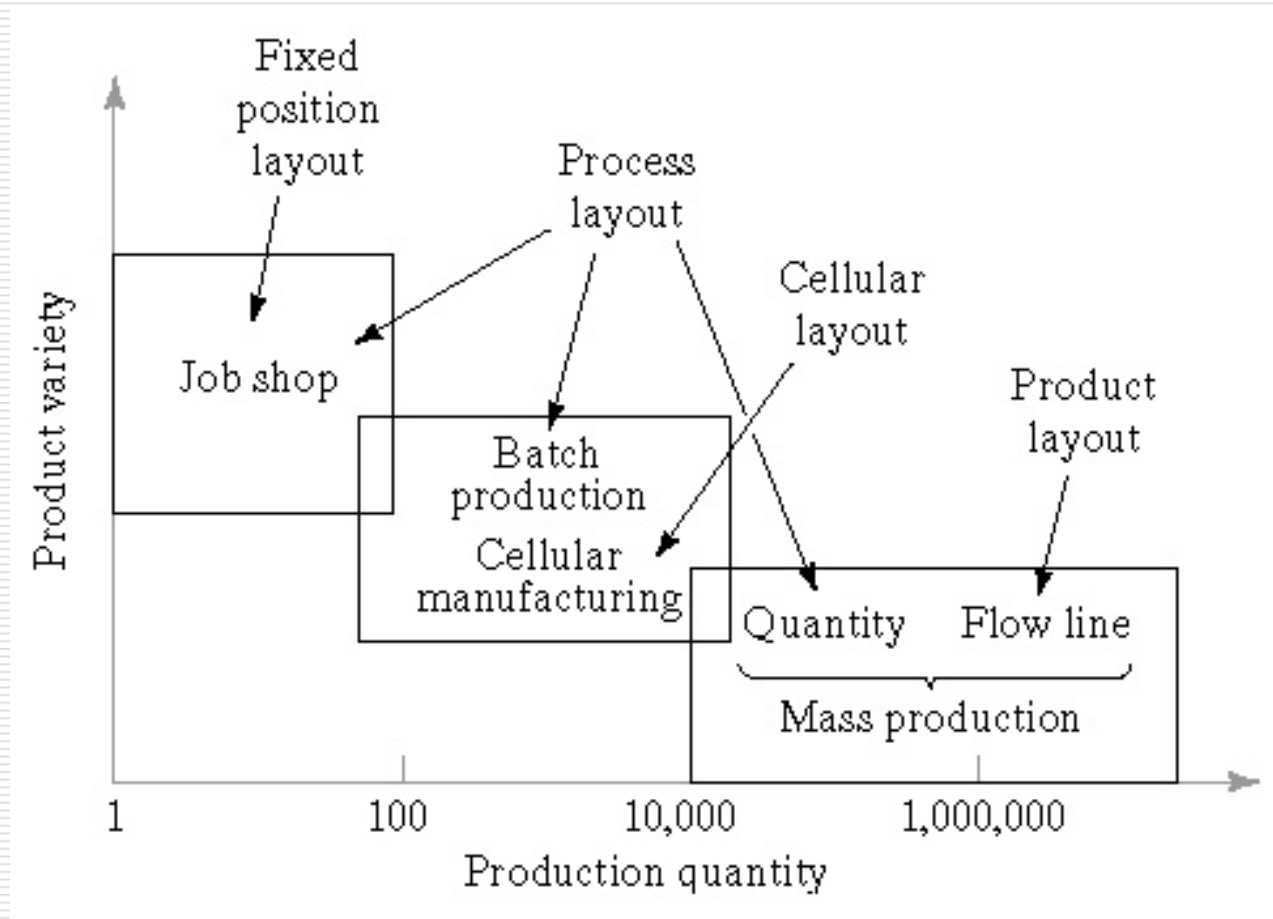 Fixed
position
layout
Process
layout
Cellular
layout
Product
layout
Product variety
Job shop
Batch
production
Cellular
manufacturing
Quantity Flow line
Mass production
1 100 10,000 1,000,000
Production quantity